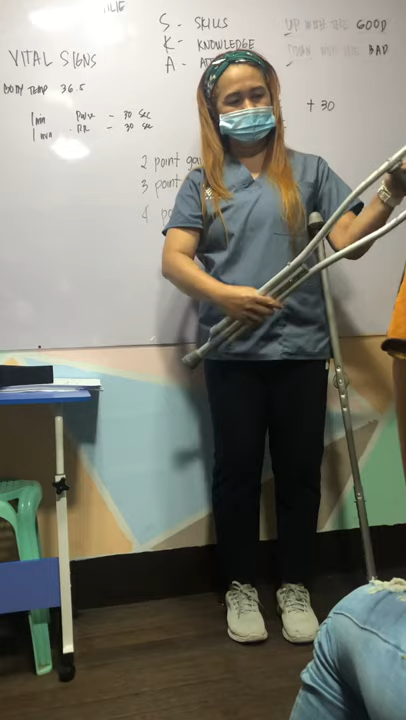 S - SKILLS
UP WITH THE GOOD
K - KNOWLEDGE
DOWN WITH THE BAD
A -
VITAL SIGNS
BODY TEMP 36.5
+ 30
1 min Pulse - 30 sec
1 min RR - 30 sec
2 point
3 point
4